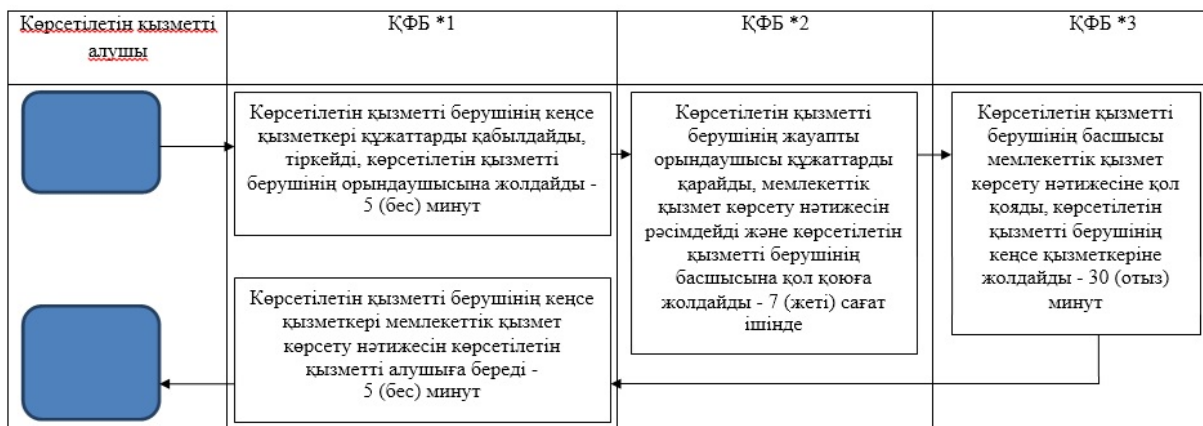 Көрсетілетін қызметті
алушы
ҚФБ *1
ҚФБ *2
ҚФБ *3
Көрсетілетін қызметті берушінің кеңсе
қызметкері құжаттарды қабылдайды,
тіркейді, көрсетілетін қызметті
берушінің орындаушысына жолдайды -
5 (бес) минут
Көрсетілетін қызметті
берушінің жауапты
орындаушысы құжаттарды
қарайды, мемлекеттік
қызмет көрсету нәтижесін
рәсімдейді және көрсетілетін
қызметті берушінің
басшысына қол қоюға
жолдайды - 7 (жеті) сағат
ішінде
Көрсетілетін қызметті
берушінің басшысы
мемлекеттік қызмет
көрсету нәтижесіне қол
қояды, көрсетілетін
қызметті берушінің
кеңсе қызметкеріне
жолдайды - 30 (отыз)
минут
Көрсетілетін қызметті берушінің кеңсе
қызметкері мемлекеттік қызмет
көрсету нәтижесін көрсетілетін
қызметті алушыға береді -
5 (бес) минут